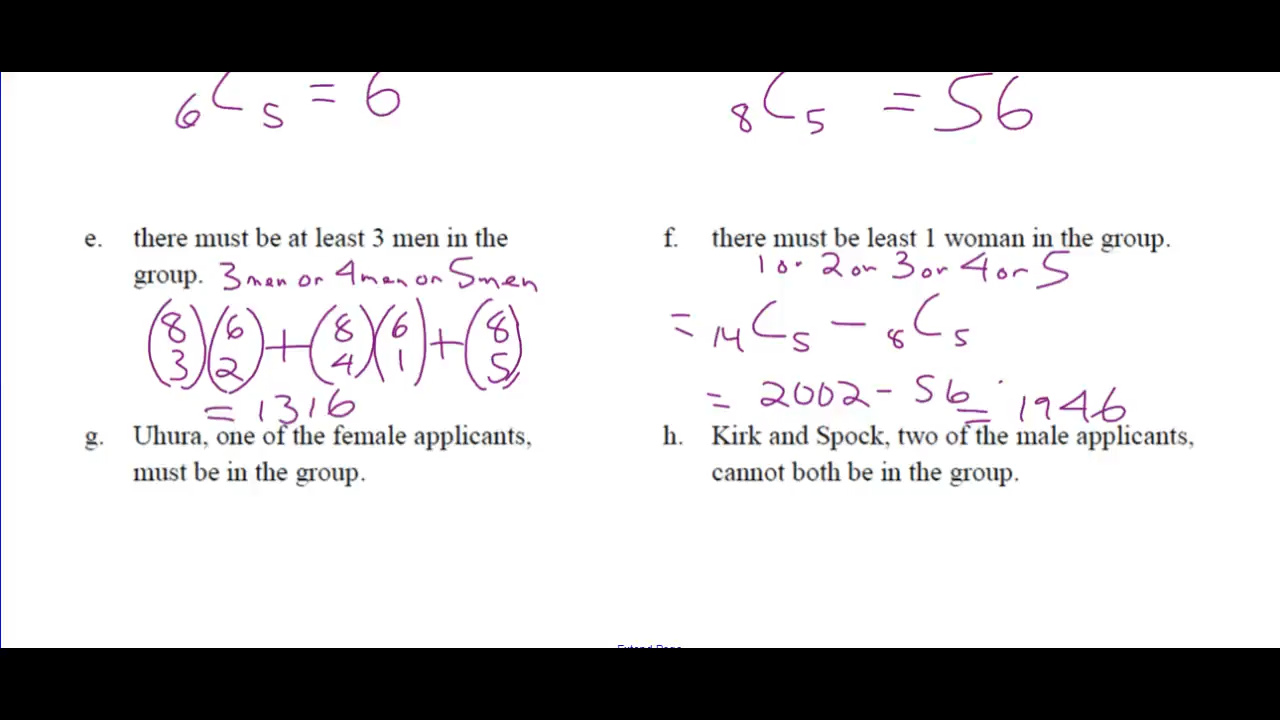 6C5 = 6
8C5 = 56
e. there must be at least 3 men in the
group. 3 men or 4 men or 5 men
(8 3)(6 2) + (8 4)(6 1) + (8 5)
= 1316
f. there must be least 1 woman in the group.
1 or 2 or 3 or 4 or 5
= 14C5 - 8C5
= 2002 - 56 = 1946
g. Uhura, one of the female applicants,
must be in the group.
h. Kirk and Spock, two of the male applicants,
cannot both be in the group.